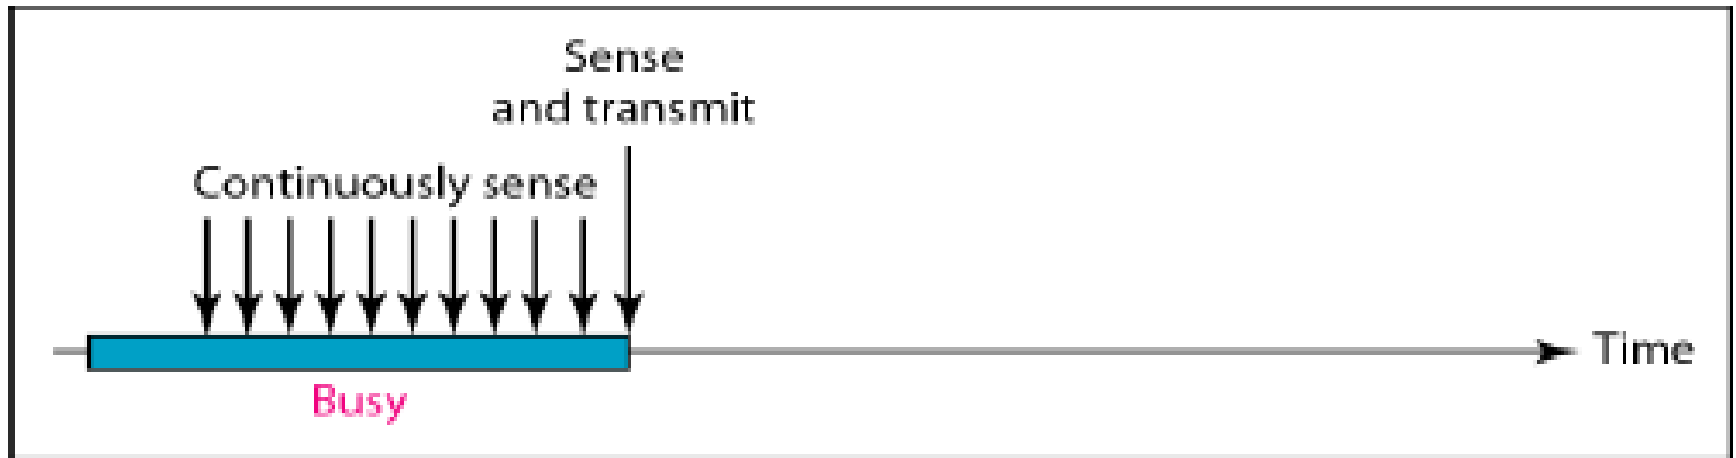 Sense
and transmit
Continuously sense
Time
Busy